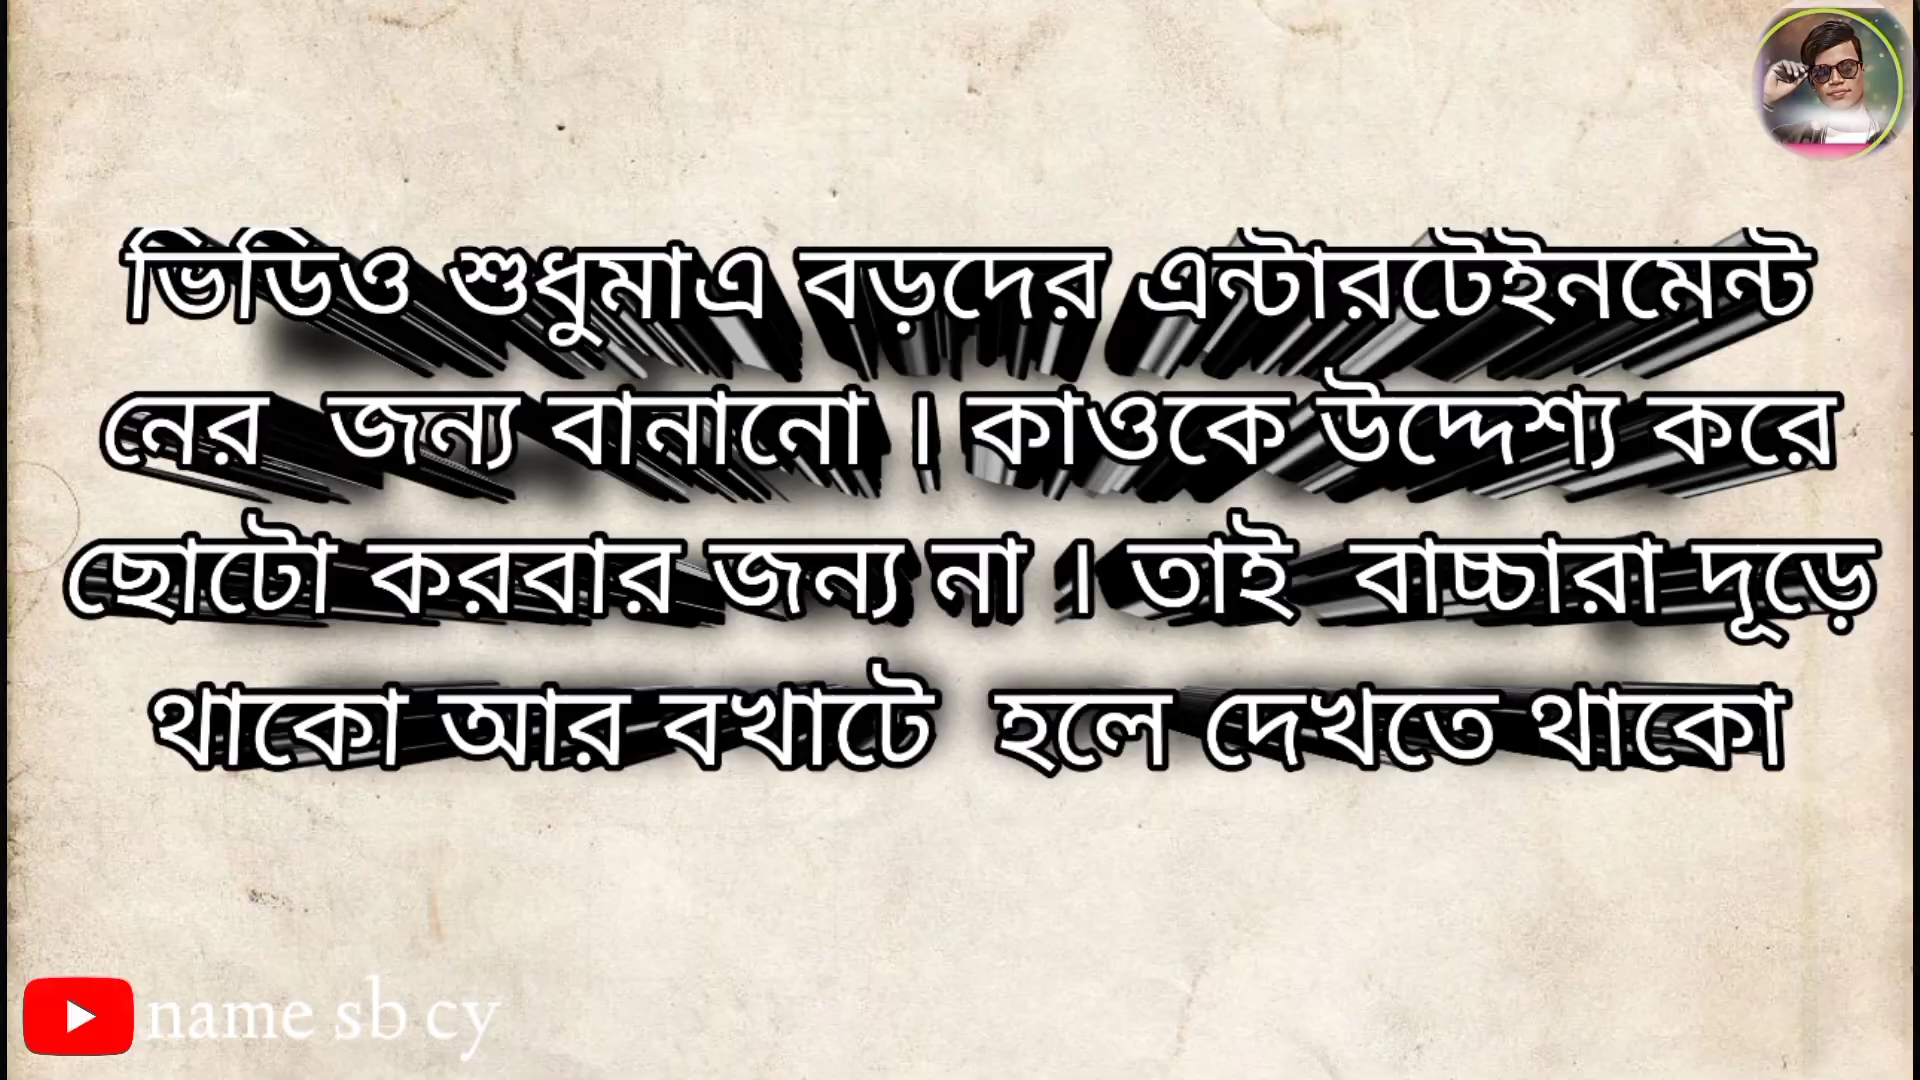 ভিডিও শুধুমাএ বড়দের এন্টারটেইনমেন্ট
নের জন্য বানানো । কাওকে উদ্দেশ্য করে
ছোটো করবার জন্য না । তাই বাচ্চারা দূড়ে
থাকো আর বখাটে হলে দেখতে থাকো
name sb cy